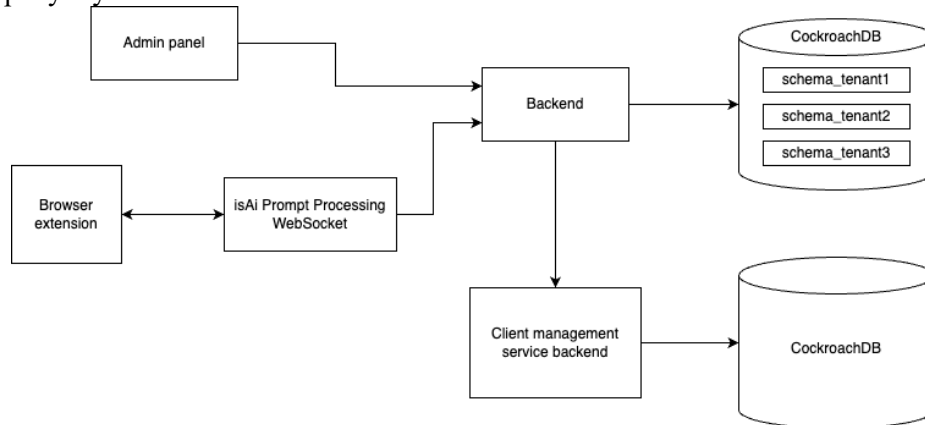 Admin panel
CockroachDB
schema_tenant1
schema_tenant2
schema_tenant3
Backend
Browser
extension
isAi Prompt Processing
WebSocket
Client management
service backend
CockroachDB